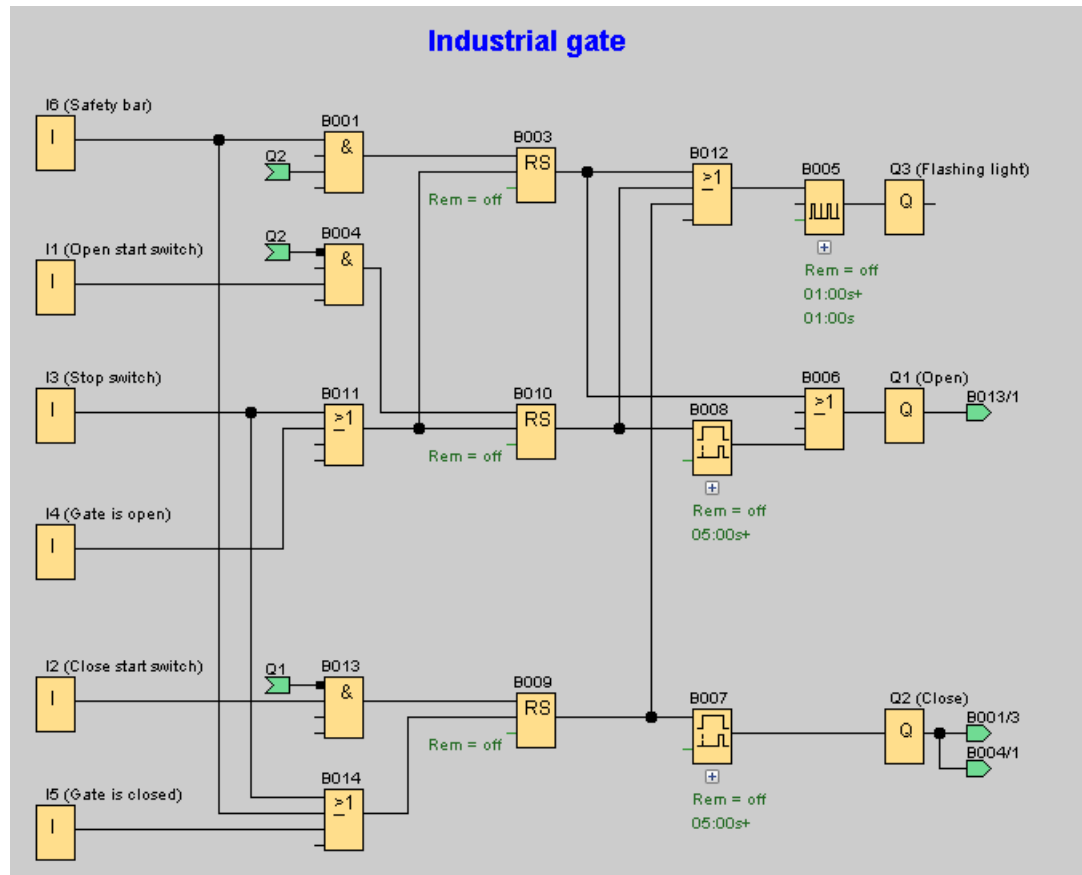 Industrial gate
I6 (Safety bar)
I
Q2
B001
&
B003
RS
Rem = off
B012
>1
B005
Rem = off
01:00s+
01:00s
Q3 (Flashing light)
Q
I1 (Open start switch)
I
Q2
B004
&
I3 (Stop switch)
I
B011
>1
B010
RS
Rem = off
B008
Rem = off
05:00s+
B006
>1
Q1 (Open)
Q
B013/1
I4 (Gate is open)
I
I2 (Close start switch)
I
Q1
B013
&
B009
RS
Rem = off
B007
Rem = off
05:00s+
Q2 (Close)
Q
B001/3
B004/1
I5 (Gate is closed)
I
B014
>1